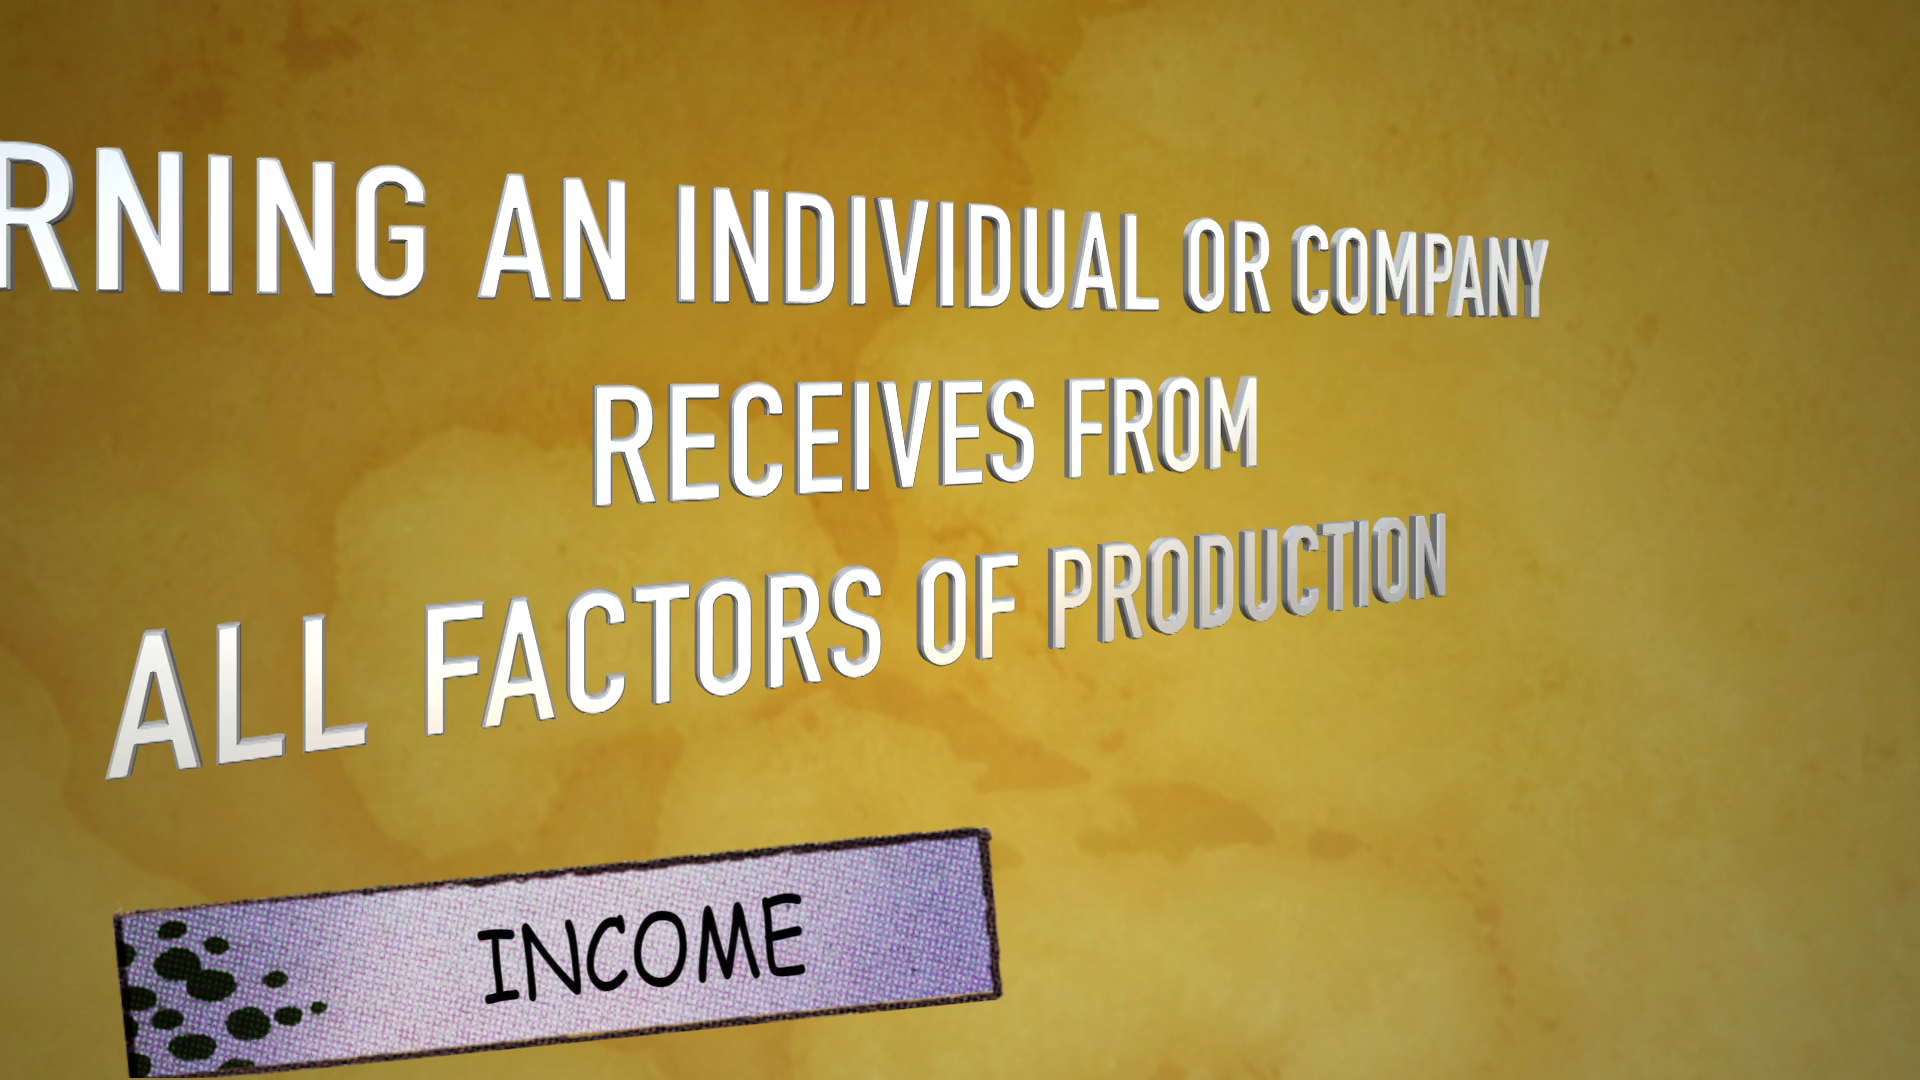 RNING AN INDIVIDUAL OR COMPANY
RECEIVES FROM
ALL FACTORS OF PRODUCTION
INCOME